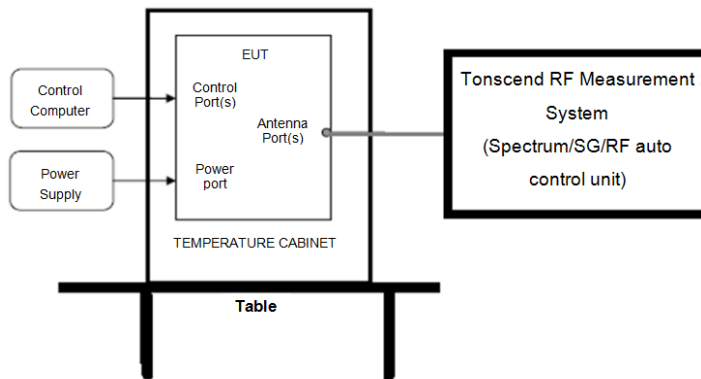 EUT
Control
Computer
Control
Port(s)
Antenna
Port(s)
Power
Supply
Power
port
TEMPERATURE CABINET
Table
Tonscend RF Measurement
System
(Spectrum/SG/RF auto
control unit)